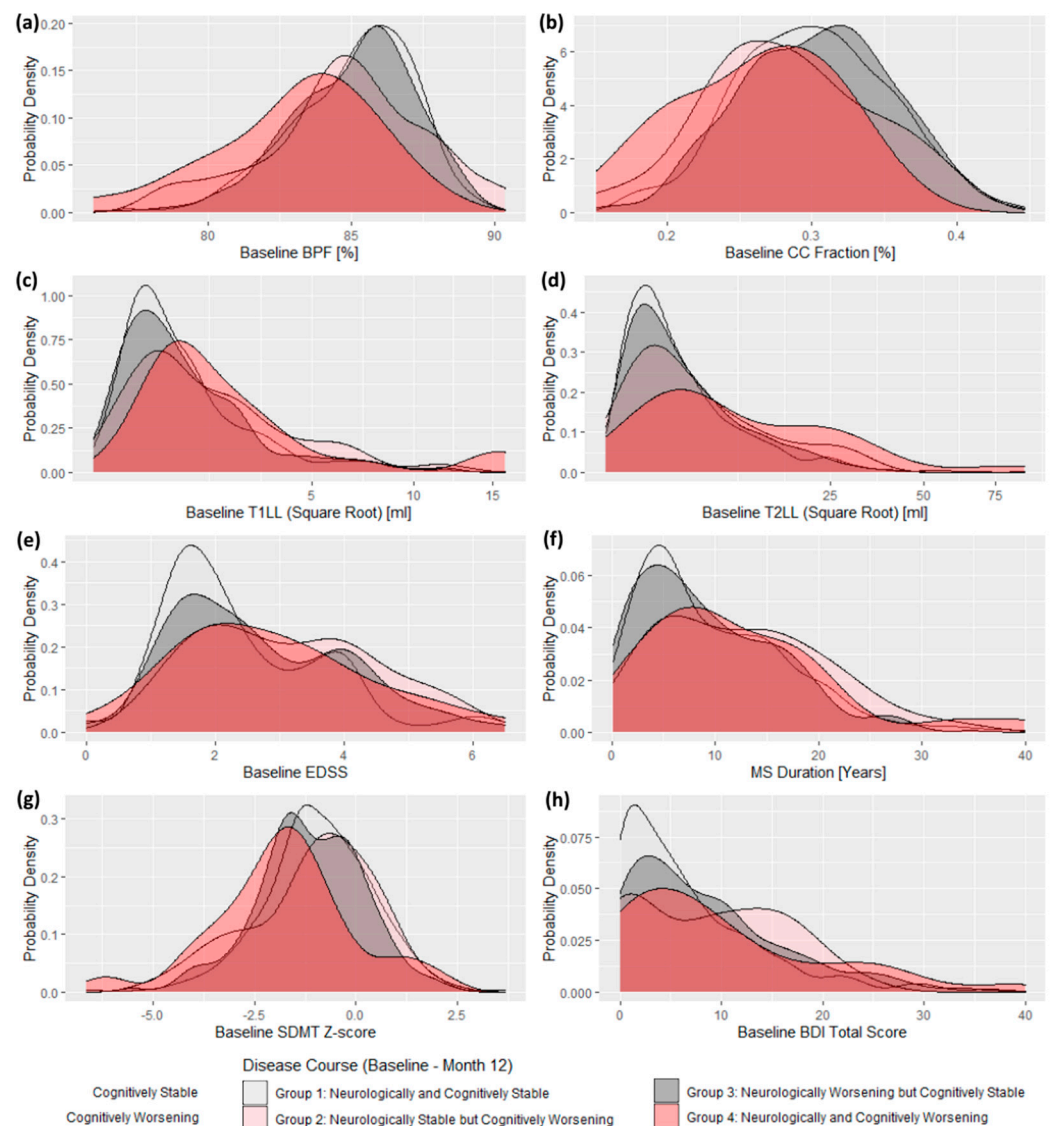 (a)
0.20
0.15
0.10
0.05
0.00
Probability Density
80 85 90
Baseline BPF [%]
(b)
6
4
2
0
Probability Density
0.2 0.3 0.4
Baseline CC Fraction [%]
(c)
1.00
0.75
0.50
0.25
0.00
Probability Density
5 10 15
Baseline T1LL (Square Root) [ml]
(d)
0.4
0.3
0.2
0.1
0.0
Probability Density
25 50 75
Baseline T2LL (Square Root) [ml]
(e)
0.4
0.3
0.2
0.1
0.0
Probability Density
0 2 4 6
Baseline EDSS
(f)
0.06
0.04
0.02
0.00
Probability Density
0 10 20 30 40
MS Duration [Years]
(g)
0.3
0.2
0.1
0.0
Probability Density
-5.0 -2.5 0.0 2.5
Baseline SDMT Z-score
(h)
0.075
0.050
0.025
0.000
Probability Density
0 10 20 30 40
Baseline BDI Total Score
Disease Course (Baseline - Month 12)
Cognitively Stable
Group 1: Neurologically and Cognitively Stable
Group 3: Neurologically Worsening but Cognitively Stable
Cognitively Worsening
Group 2: Neurologically Stable but Cognitively Worsening
Group 4: Neurologically and Cognitively Worsening